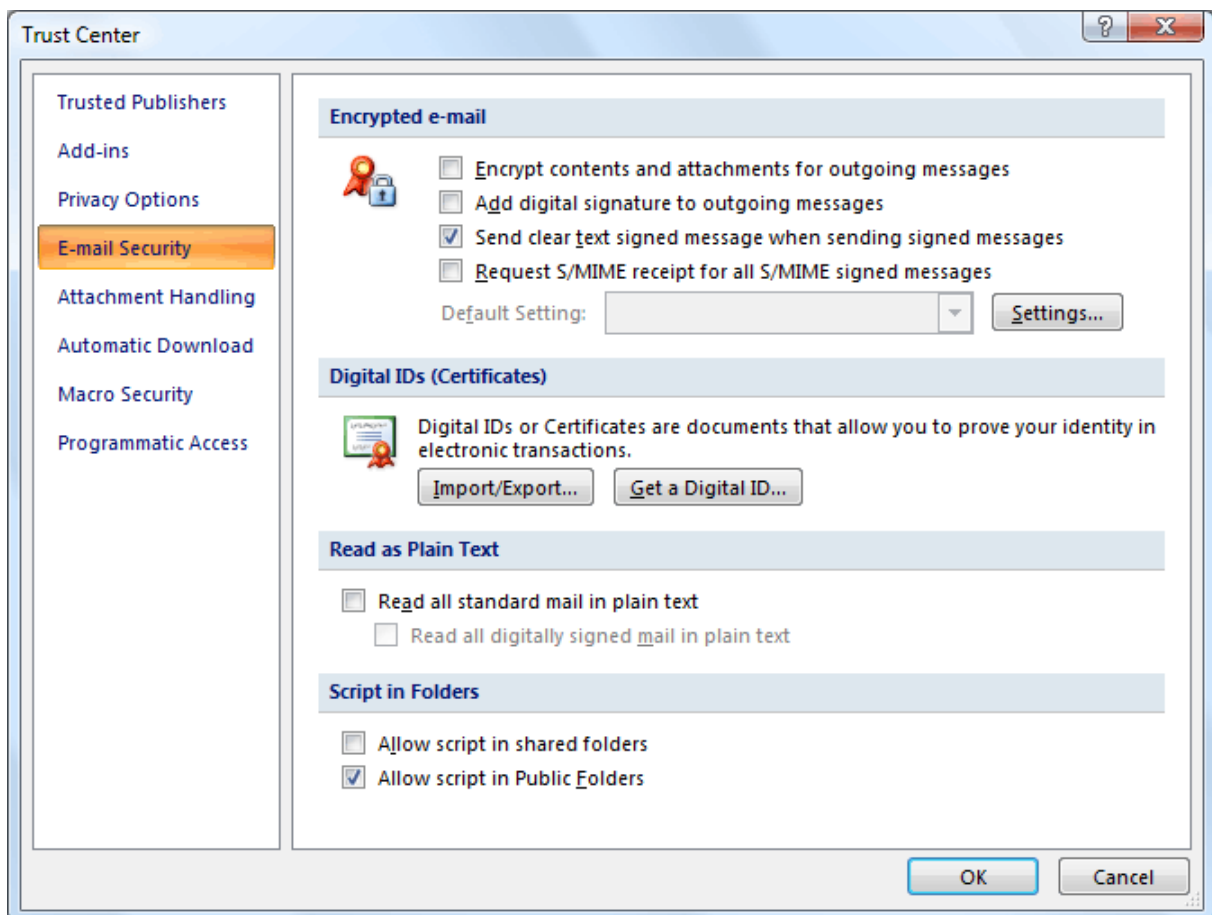 Trust Center
Trusted Publishers
Add-ins
Privacy Options
E-mail Security
Attachment Handling
Automatic Download
Macro Security
Programmatic Access
Encrypted e-mail
Encrypt contents and attachments for outgoing messages
Add digital signature to outgoing messages
Send clear text signed message when sending signed messages
Request S/MIME receipt for all S/MIME signed messages
Default Setting:
Settings...
Digital IDs (Certificates)
Digital IDs or Certificates are documents that allow you to prove your identity in
electronic transactions.
Import/Export...
Get a Digital ID...
Read as Plain Text
Read all standard mail in plain text
Read all digitally signed mail in plain text
Script in Folders
Allow script in shared folders
Allow script in Public Folders
OK
Cancel